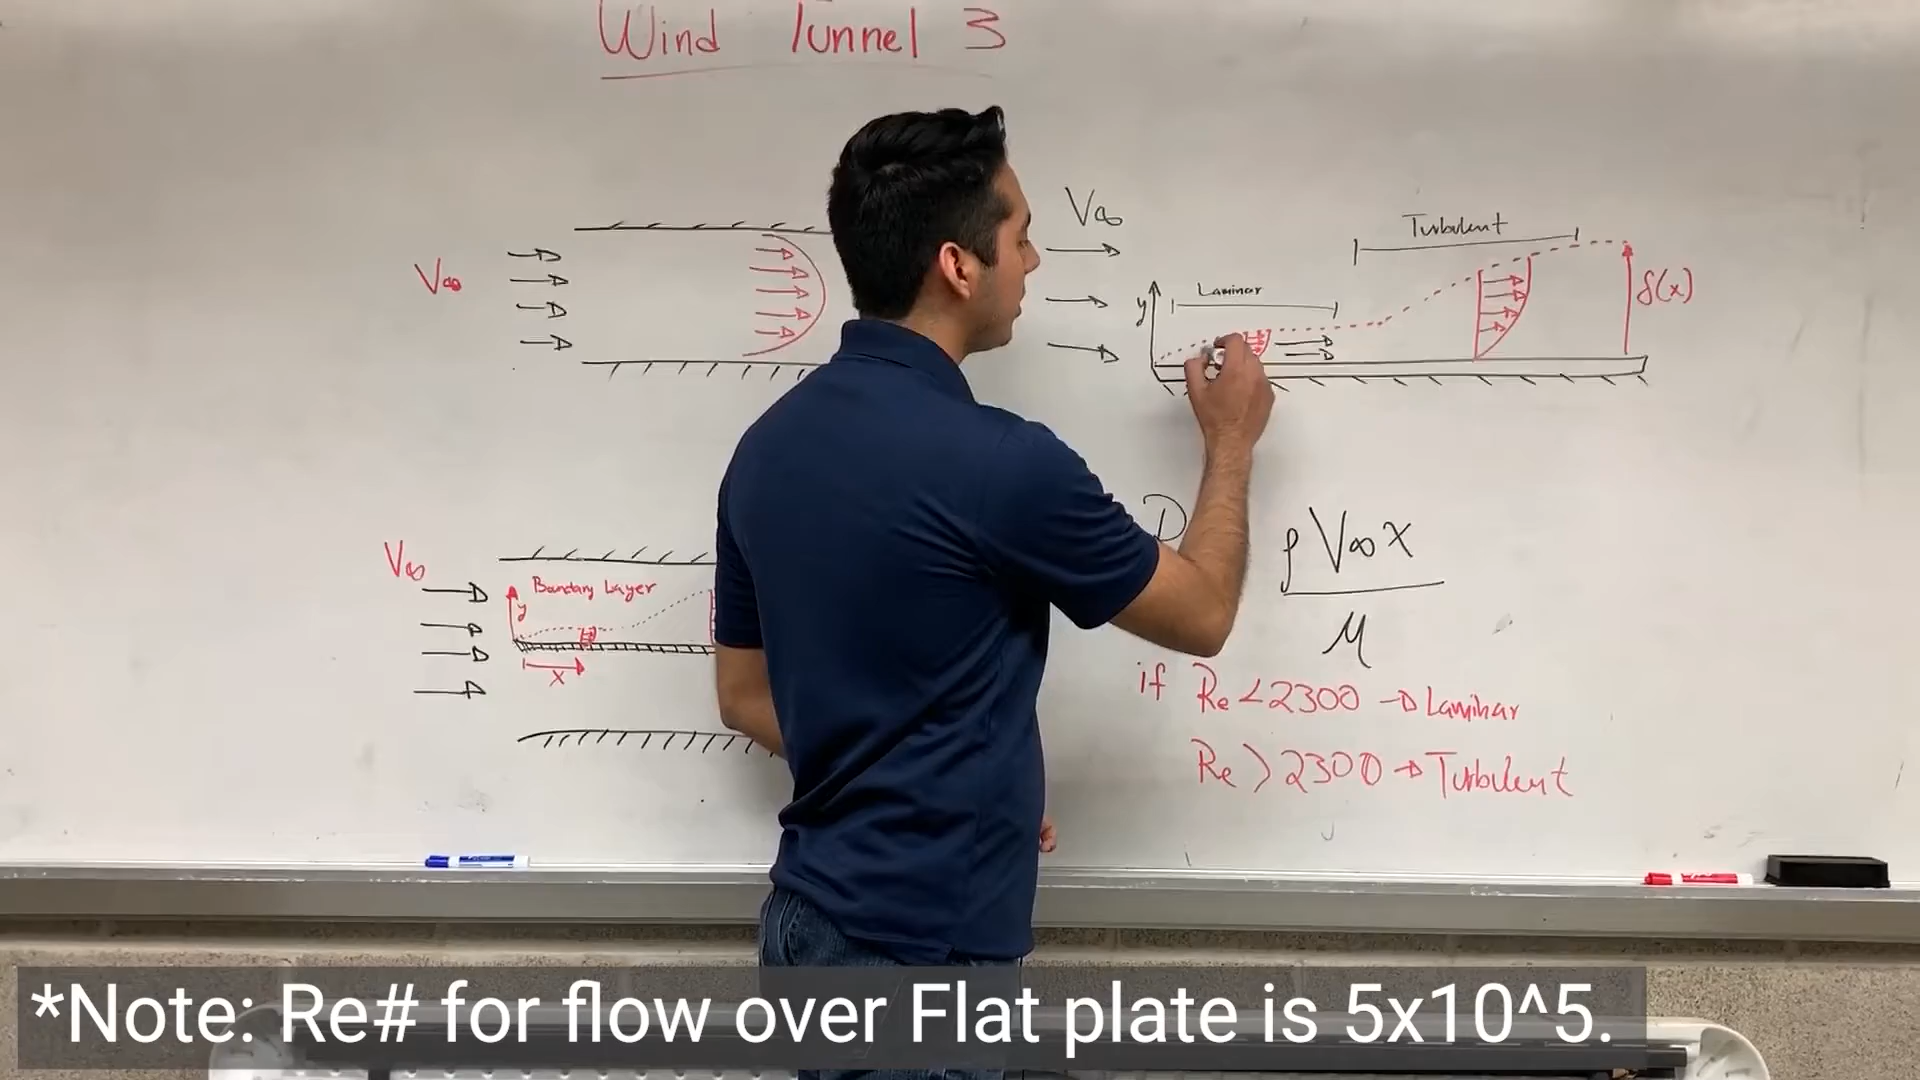 Wind Tunnel 3
V∞
V∞
Turbulent
Laminar
y
δ(x)
V∞
Boundary Layer
y
x
ρV∞x
μ
if Re<2300 → Laminar
Re>2300 → Turbulent
*Note: Re# for flow over Flat plate is 5x10^5.